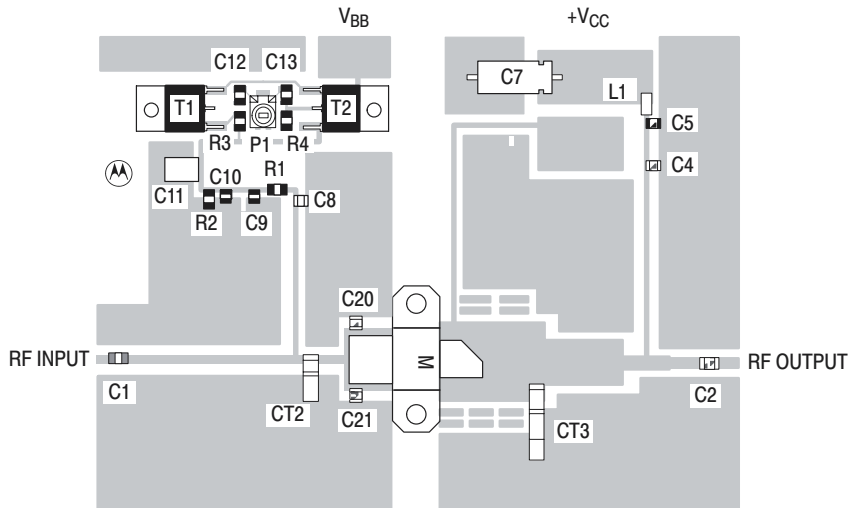 VBB
+VCC
C12
C13
C7
T1
T2
L1
C5
R3
P1
R4
C4
R1
C10
C11
C8
R2
C9
C20
RF INPUT
M
RF OUTPUT
C1
C2
CT2
C21
CT3